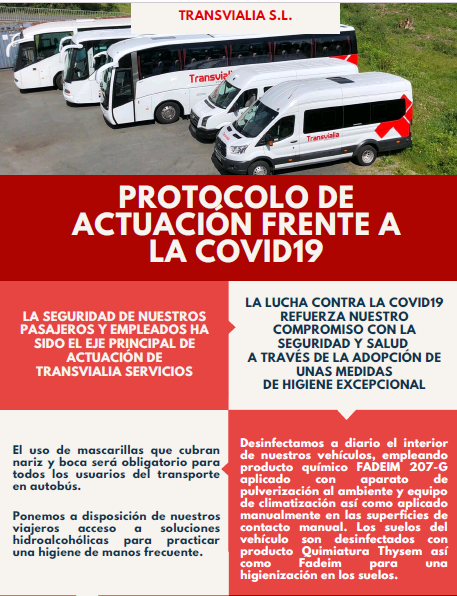 TRANSVIALIA S.L.
Transvialia
Transvialia
PROTOCOLO DE
ACTUACIÓN FRENTE A
LA COVID19
LA SEGURIDAD DE NUESTROS
PASAJEROS Y EMPLEADOS HA
SIDO EL EJE PRINCIPAL DE
ACTUACIÓN DE
TRANSVIALIA SERVICIOS
LA LUCHA CONTRA LA COVID19
REFUERZA NUESTRO
COMPROMISO CON LA
SEGURIDAD Y SALUD
A TRAVÉS DE LA ADOPCIÓN DE
UNAS MEDIDAS
DE HIGIENE EXCEPCIONAL
El uso de mascarillas que cubran
nariz y boca será obligatorio para
todos los usuarios del transporte
en autobús.
Ponemos a disposición de nuestros
viajeros acceso a soluciones
hidroalcohólicas para practicar
una higiene de manos frecuente.
Desinfectamos a diario el interior
de nuestros vehículos, empleando
producto químico FADEIM 207-G
aplicado con aparato de
pulverización al ambiente y equipo
de climatización así como aplicado
manualmente en las superficies de
contacto manual. Los suelos del
vehículo son desinfectados con
producto Quimiatura Thysem así
como Fadeim para una
higienización en los suelos.